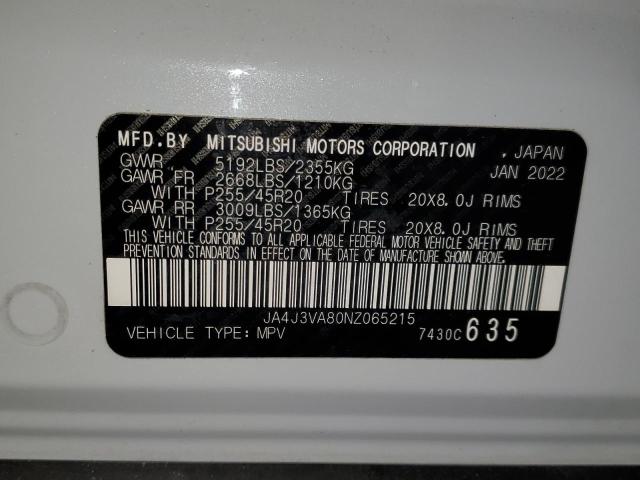 MFD.BY MITSUBISHI MOTORS CORPORATION . JAPAN
GVWR 5192LBS/2355KG JAN 2022
GAWR FR 2668LBS/1210KG
WITH P255/45R20 TIRES 20X8.0J RIMS
GAWR RR 3009LBS/1365KG
WITH P255/45R20 TIRES 20X8.0J RIMS
THIS VEHICLE CONFORMS TO ALL APPLICABLE FEDERAL MOTOR VEHICLE SAFETY AND THEFT
PREVENTION STANDARDS IN EFFECT ON THE DATE OF MANUFACTURE SHOWN ABOVE.
JA4J3VA80NZ065215
VEHICLE TYPE: MPV 7430C 635